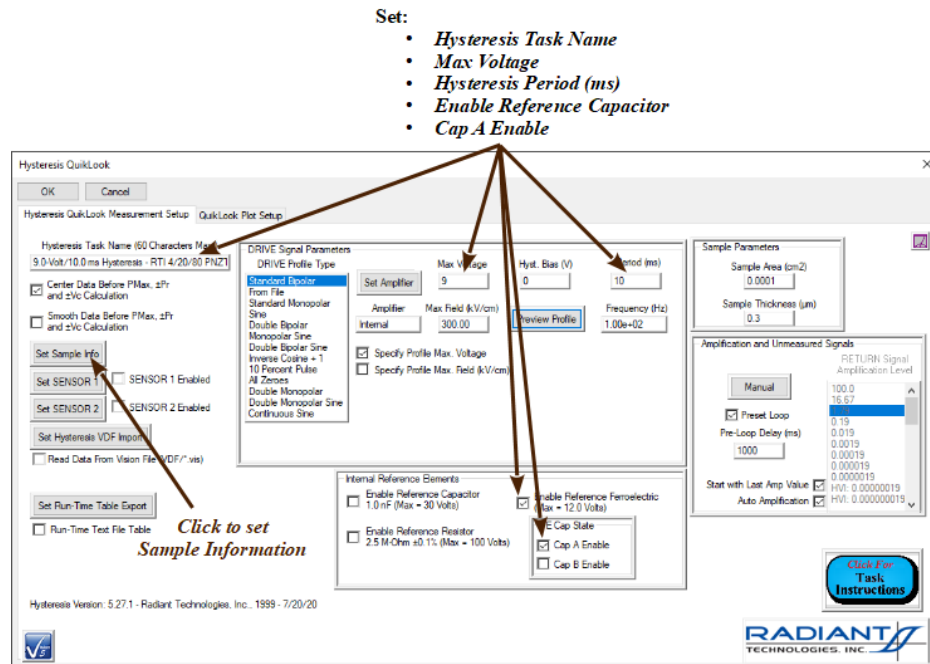 Set:
• Hysteresis Task Name
• Max Voltage
• Hysteresis Period (ms)
• Enable Reference Capacitor
• Cap A Enable
Hysteresis QuikLook
OK Cancel
Hysteresis QuikLook Measurement Setup QuikLook Plot Setup
Hysteresis Task Name (60 Characters Max)
9.0-Volt/10.0 ms Hysteresis - RTI 4/20/80 PNZT
Center Data Before PMax, ±Pr
and ±Vc Calculation
Smooth Data Before PMax, ±Pr
and ±Vc Calculation
Set Sample Info
Set SENSOR 1 SENSOR 1 Enabled
Set SENSOR 2 SENSOR 2 Enabled
Set Hysteresis VDF Import
Read Data From Vision File (VDF/*.vis)
Set Run-Time Table Export
Run-Time Text File Table
Click to set
Sample Information
DRIVE Signal Parameters
DRIVE Profile Type
Standard Bipolar
From File
Standard Monopolar
Sine
Double Bipolar
Monopolar Sine
Double Bipolar Sine
Inverse Cosine + 1
10 Percent Pulse
All Zeroes
Double Monopolar
Double Monopolar Sine
Continuous Sine
Set Amplifier
Max Voltage
9
Hyst. Bias (V)
0
Period (ms)
10
Amplifier
Internal
Max Field (kV/cm)
300.00
Preview Profile
Frequency (Hz)
1.00e+02
Specify Profile Max. Voltage
Specify Profile Max. Field (kV/cm)
Internal Reference Elements
Enable Reference Capacitor
1.0 nF (Max = 30 Volts)
Enable Reference Resistor
2.5 M-Ohm ±0.1% (Max = 100 Volts)
Enable Reference Ferroelectric
(Max = 12.0 Volts)
E Cap State
Cap A Enable
Cap B Enable
Sample Parameters
Sample Area (cm2)
0.0001
Sample Thickness (µm)
0.3
Amplification and Unmeasured Signals
RETURN Signal
Amplification Level
Manual
Preset Loop
Pre-Loop Delay (ms)
1000
Start with Last Amp Value
Auto Amplification
100.0
16.67
0.19
0.019
0.0019
0.00019
0.000019
0.0000019
HVI: 0.00000019
HVI: 0.000000019
Click For
Task
Instructions
Hysteresis Version: 5.27.1 - Radiant Technologies, Inc., 1999 - 7/20/20
RADIANT
TECHNOLOGIES, INC.